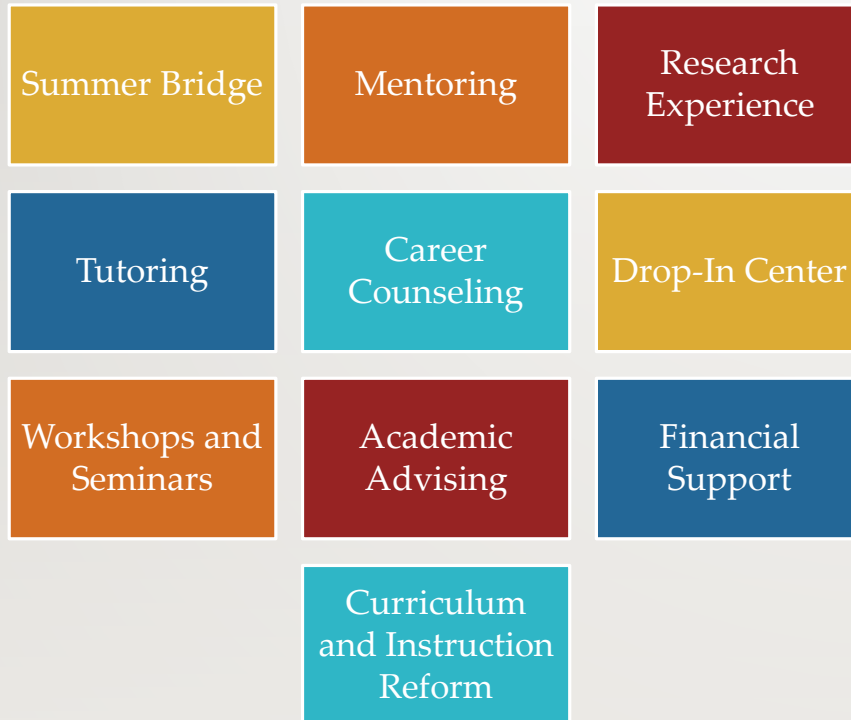 Summer Bridge
Mentoring
Research
Experience
Tutoring
Career
Counseling
Drop-In Center
Workshops and
Seminars
Academic
Advising
Financial
Support
Curriculum
and Instruction
Reform